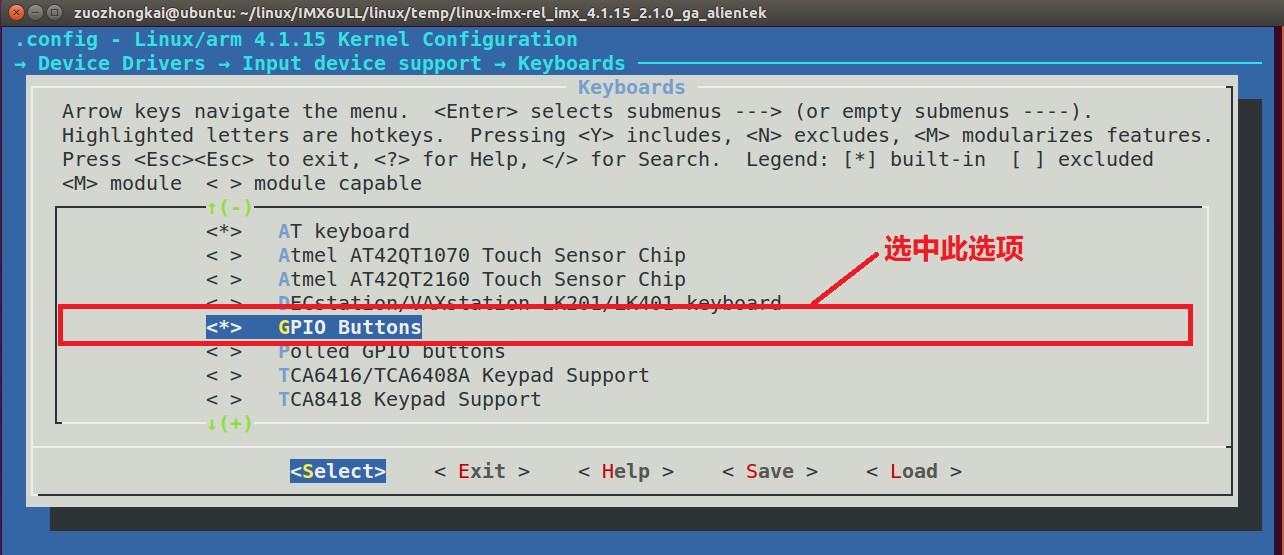 zuozhongkai@ubuntu: ~/linux/IMX6ULL/linux/temp/linux-imx-rel_imx_4.1.15_2.1.0_ga_alientek
.config - Linux/arm 4.1.15 Kernel Configuration
→ Device Drivers → Input device support → Keyboards
Keyboards
Arrow keys navigate the menu.  <Enter> selects submenus ---> (or empty submenus ----).
Highlighted letters are hotkeys.  Pressing <Y> includes, <N> excludes, <M> modularizes features.
Press <Esc><Esc> to exit, <?> for Help, </> for Search.  Legend: [*] built-in  [ ] excluded
<M> module  < > module capable
↑(-)
<*>   AT keyboard
< >   Atmel AT42QT1070 Touch Sensor Chip
选中此选项
< >   Atmel AT42QT2160 Touch Sensor Chip
< >   DECstation/VAXstation LK201/LK401 keyboard
<*>   GPIO Buttons
< >   Polled GPIO buttons
< >   TCA6416/TCA6408A Keypad Support
< >   TCA8418 Keypad Support
↓(+)
<Select>    < Exit >    < Help >    < Save >    < Load >